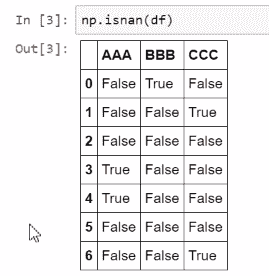 In [3]: np.isnan(df)
Out[3]:
AAA BBB CCC
0 False True False
1 False False True
2 False False False
3 True False False
4 True False False
5 False False False
6 False False True